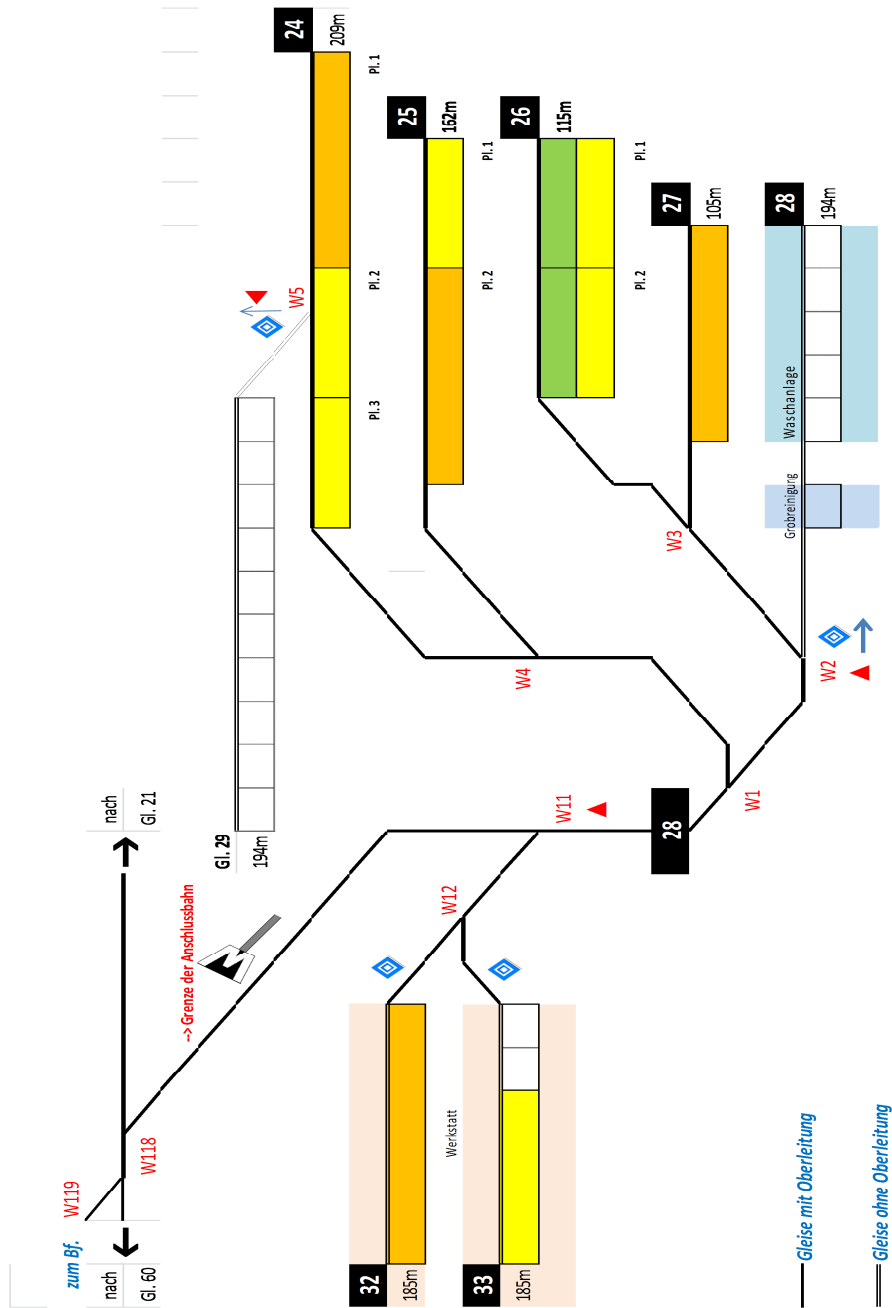 zum Bf.
W119
nach
Gl. 60
W118
nach
Gl. 21
--> Grenze der Anschlussbahn
Gl. 29
194m
W5
24
209m
Pl.3
Pl.2
Pl.1
25
162m
Pl.2
Pl.1
26
115m
Pl.2
Pl.1
27
105m
28
194m
Waschanlage
Grobreinigung
W3
W4
W2
W1
28
W11
W12
32
185m
Werkstatt
33
185m
Gleise mit Oberleitung
Gleise ohne Oberleitung